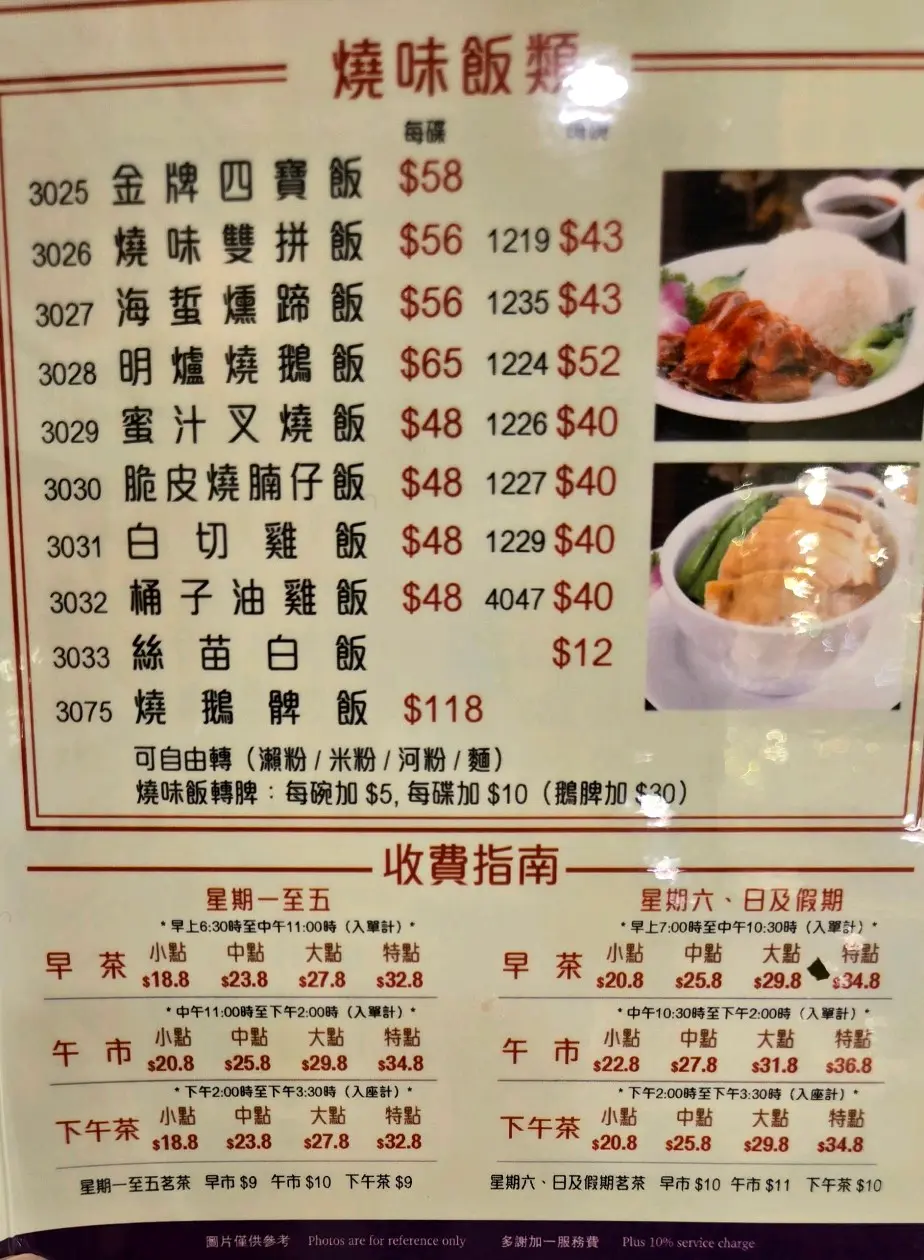 燒味飯類
每碟
3025 金牌四寶飯 $58
3026 燒味雙拼飯 $56 1219 $43
3027 海蜇燻蹄飯 $56 1235 $43
3028 明爐燒鵝飯 $65 1224 $52
3029 蜜汁叉燒飯 $48 1226 $40
3030 脆皮燒腩仔飯 $48 1227 $40
3031 白切雞飯 $48 1229 $40
3032 桶子油雞飯 $48 4047 $40
3033 絲苗白飯 $12
3075 燒鵝髀飯 $118
可自由轉（瀨粉 / 米粉 / 河粉 / 麵）
燒味飯轉脾：每碗加 $5, 每碟加 $10（鵝脾加 $30）
收費指南
星期一至五
* 早上6:30時至中午11:00時（入單計）*
早茶 小點 中點 大點 特點
$18.8 $23.8 $27.8 $32.8
* 中午11:00時至下午2:00時（入單計）*
午市 小點 中點 大點 特點
$20.8 $25.8 $29.8 $34.8
* 下午2:00時至下午3:30時（入座計）*
下午茶 小點 中點 大點 特點
$18.8 $23.8 $27.8 $32.8
星期一至五茗茶 早市 $9 午市 $10 下午茶 $9
星期六、日及假期
* 早上7:00時至中午10:30時（入單計）*
早茶 小點 中點 大點 特點
$20.8 $25.8 $29.8 $34.8
* 中午10:30時至下午2:00時（入單計）*
午市 小點 中點 大點 特點
$22.8 $27.8 $31.8 $36.8
* 下午2:00時至下午3:30時（入座計）*
下午茶 小點 中點 大點 特點
$20.8 $25.8 $29.8 $34.8
星期六、日及假期茗茶 早市 $10 午市 $11 下午茶 $10
圖片僅供參考 Photos are for reference only 多謝加一服務費 Plus 10% service charge